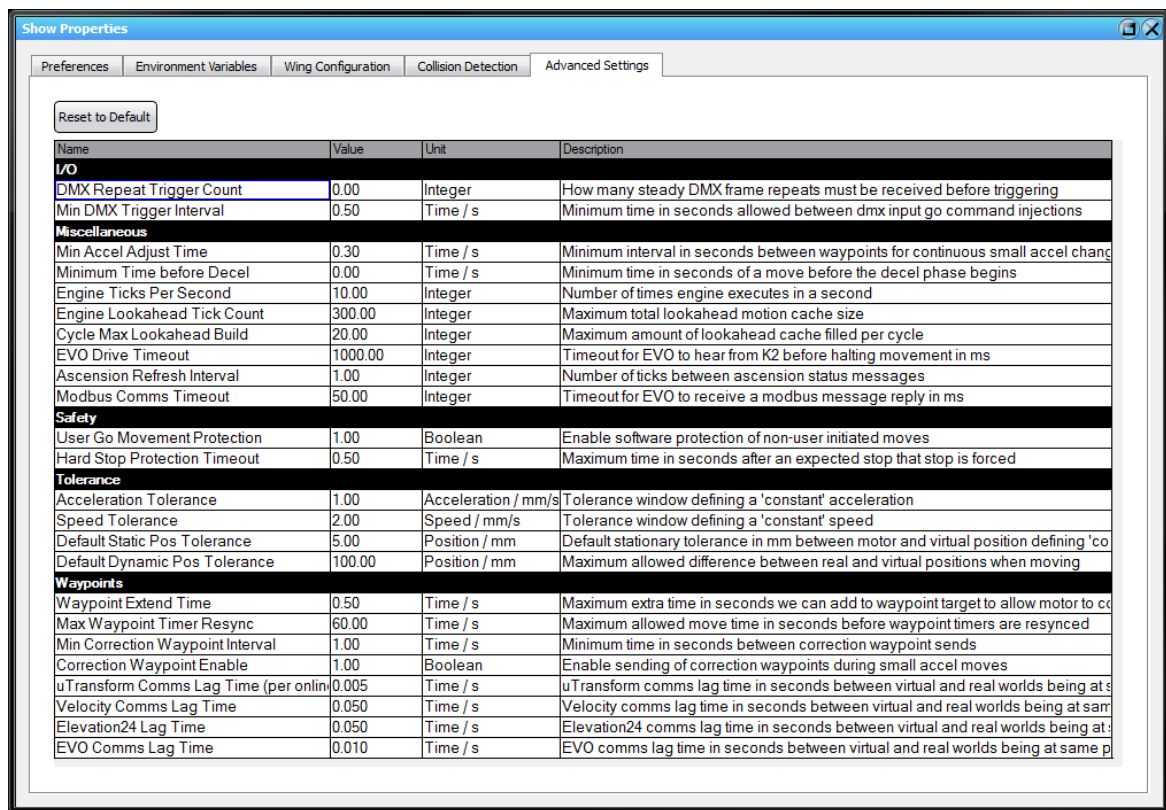 Show Properties
Preferences Environment Variables Wing Configuration Collision Detection Advanced Settings
Reset to Default
Name Value Unit Description
I/O
DMX Repeat Trigger Count 0.00 Integer How many steady DMX frame repeats must be received before triggering
Min DMX Trigger Interval 0.50 Time / s Minimum time in seconds allowed between dmx input go command injections
Miscellaneous
Min Accel Adjust Time 0.30 Time / s Minimum interval in seconds between waypoints for continuous small accel chang
Minimum Time before Decel 0.00 Time / s Minimum time in seconds of a move before the decel phase begins
Engine Ticks Per Second 10.00 Integer Number of times engine executes in a second
Engine Lookahead Tick Count 300.00 Integer Maximum total lookahead motion cache size
Cycle Max Lookahead Build 20.00 Integer Maximum amount of lookahead cache filled per cycle
EVO Drive Timeout 1000.00 Integer Timeout for EVO to hear from K2 before halting movement in ms
Ascension Refresh Interval 1.00 Integer Number of ticks between ascension status messages
Modbus Comms Timeout 50.00 Integer Timeout for EVO to receive a modbus message reply in ms
Safety
User Go Movement Protection 1.00 Boolean Enable software protection of non-user initiated moves
Hard Stop Protection Timeout 0.50 Time / s Maximum time in seconds after an expected stop that stop is forced
Tolerance
Acceleration Tolerance 1.00 Acceleration / mm/s Tolerance window defining a 'constant' acceleration
Speed Tolerance 2.00 Speed / mm/s Tolerance window defining a 'constant' speed
Default Static Pos Tolerance 5.00 Position / mm Default stationary tolerance in mm between motor and virtual position defining 'co
Default Dynamic Pos Tolerance 100.00 Position / mm Maximum allowed difference between real and virtual positions when moving
Waypoints
Waypoint Extend Time 0.50 Time / s Maximum extra time in seconds we can add to waypoint target to allow motor to co
Max Waypoint Timer Resync 60.00 Time / s Maximum allowed move time in seconds before waypoint timers are resynced
Min Correction Waypoint Interval 1.00 Time / s Minimum time in seconds between correction waypoint sends
Correction Waypoint Enable 1.00 Boolean Enable sending of correction waypoints during small accel moves
uTransform Comms Lag Time (per onlin 0.005 Time / s uTransform comms lag time in seconds between virtual and real worlds being at s
Velocity Comms Lag Time 0.050 Time / s Velocity comms lag time in seconds between virtual and real worlds being at sam
Elevation24 Lag Time 0.050 Time / s Elevation24 comms lag time in seconds between virtual and real worlds being at
EVO Comms Lag Time 0.010 Time / s EVO comms lag time in seconds between virtual and real worlds being at same p